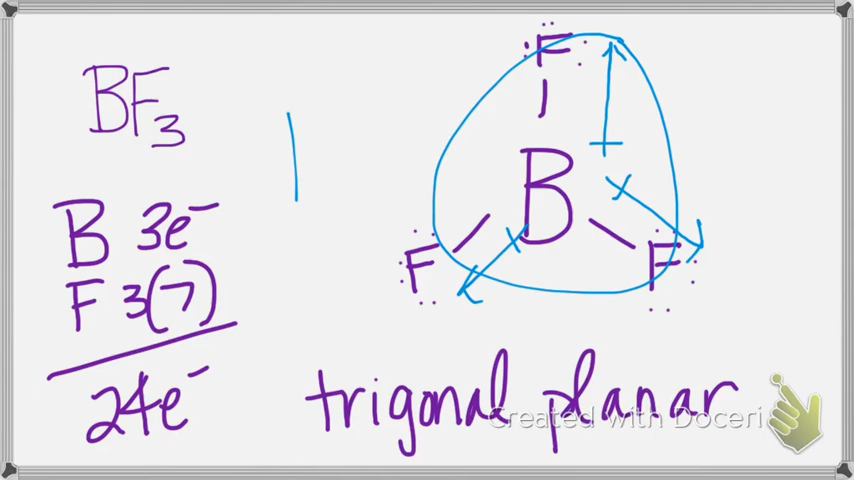 BF₃
B 3e⁻
F 3(7)
24e⁻
F
B
F F
trigonal planar
Created with Doceri